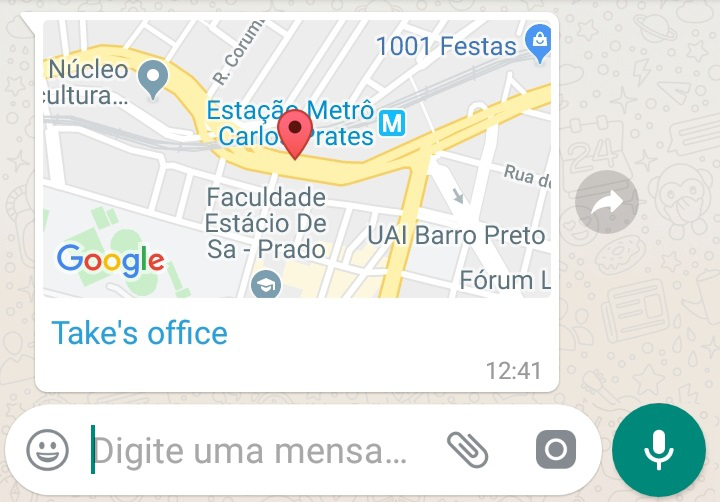 1001 Festas
Núcleo
cultura...
R. Corum
Estação Metrô
Carlos Prates
M
Rua de
Faculdade
Estácio De
Sa - Prado
UAI Barro Preto
Google
Fórum L
Take's office
12:41
Digite uma mensa...